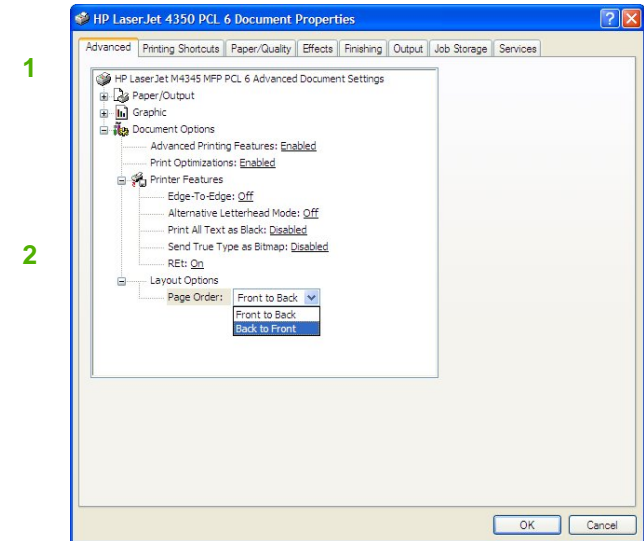 HP LaserJet 4350 PCL 6 Document Properties
Advanced Printing Shortcuts Paper/Quality Effects Finishing Output Job Storage Services
1
HP LaserJet M4345 MFP PCL 6 Advanced Document Settings
Paper/Output
Graphic
Document Options
Advanced Printing Features: Enabled
Print Optimizations: Enabled
Printer Features
Edge-To-Edge: Off
Alternative Letterhead Mode: Off
Print All Text as Black: Disabled
2
Send True Type as Bitmap: Disabled
REt: On
Layout Options
Page Order: Front to Back
Front to Back
Back to Front
OK Cancel